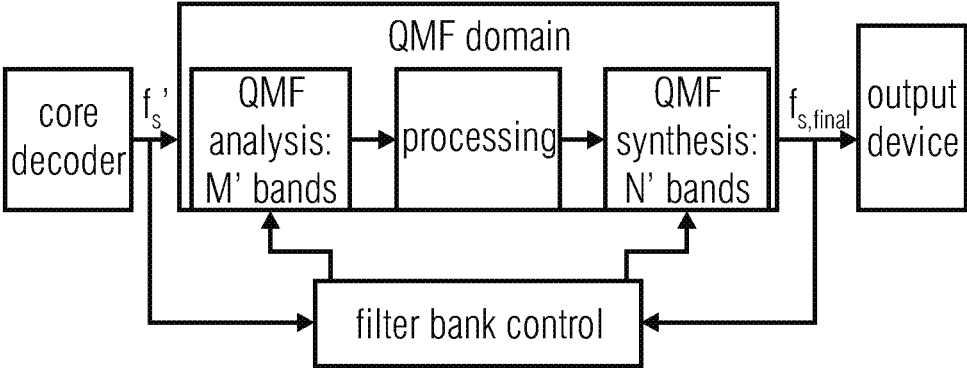 QMF domain
core
decoder
f_s'
QMF
analysis:
M' bands
processing
QMF
synthesis:
N' bands
f_s,final
output
device
filter bank control